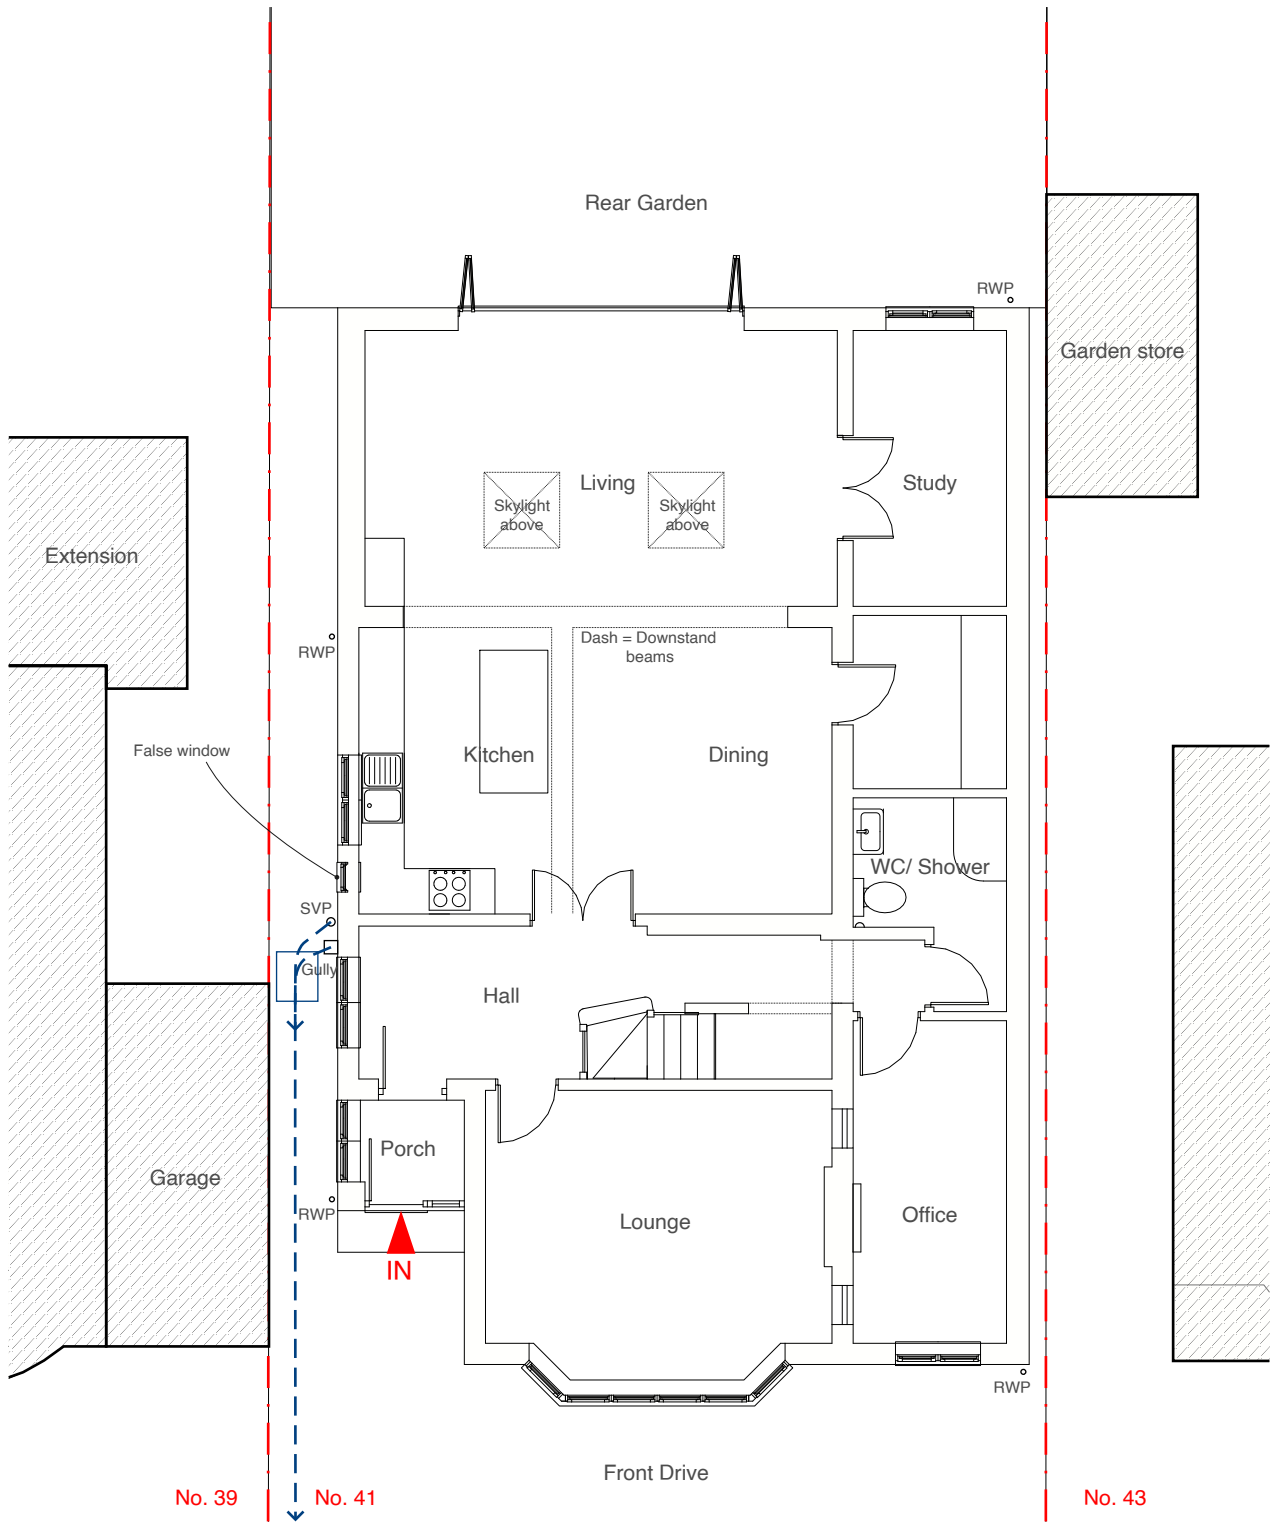 Rear Garden
RWP
Garden store
Living
Study
Skylight
above
Skylight
above
Extension
Dash = Downstand
beams
RWP
False window
Kitchen
Dining
WC/ Shower
SVP
Gully
Hall
Porch
Garage
RWP
Lounge
Office
IN
RWP
Front Drive
No. 39
No. 41
No. 43